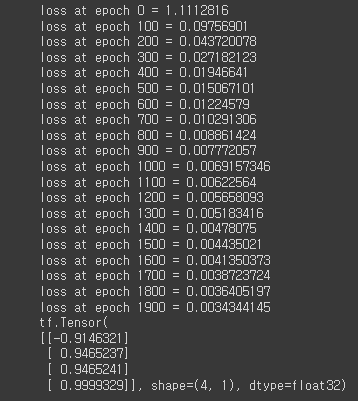 loss at epoch 0 = 1.1112816
loss at epoch 100 = 0.09756901
loss at epoch 200 = 0.043720078
loss at epoch 300 = 0.027182123
loss at epoch 400 = 0.01946641
loss at epoch 500 = 0.015067101
loss at epoch 600 = 0.01224579
loss at epoch 700 = 0.010291306
loss at epoch 800 = 0.008861424
loss at epoch 900 = 0.007772057
loss at epoch 1000 = 0.0069157346
loss at epoch 1100 = 0.00622564
loss at epoch 1200 = 0.005658093
loss at epoch 1300 = 0.005183416
loss at epoch 1400 = 0.00478075
loss at epoch 1500 = 0.004435021
loss at epoch 1600 = 0.0041350373
loss at epoch 1700 = 0.0038723724
loss at epoch 1800 = 0.0036405197
loss at epoch 1900 = 0.0034344145
tf.Tensor(
[[-0.9146321]
 [ 0.9465237]
 [ 0.9465241]
 [ 0.9999329]], shape=(4, 1), dtype=float32)